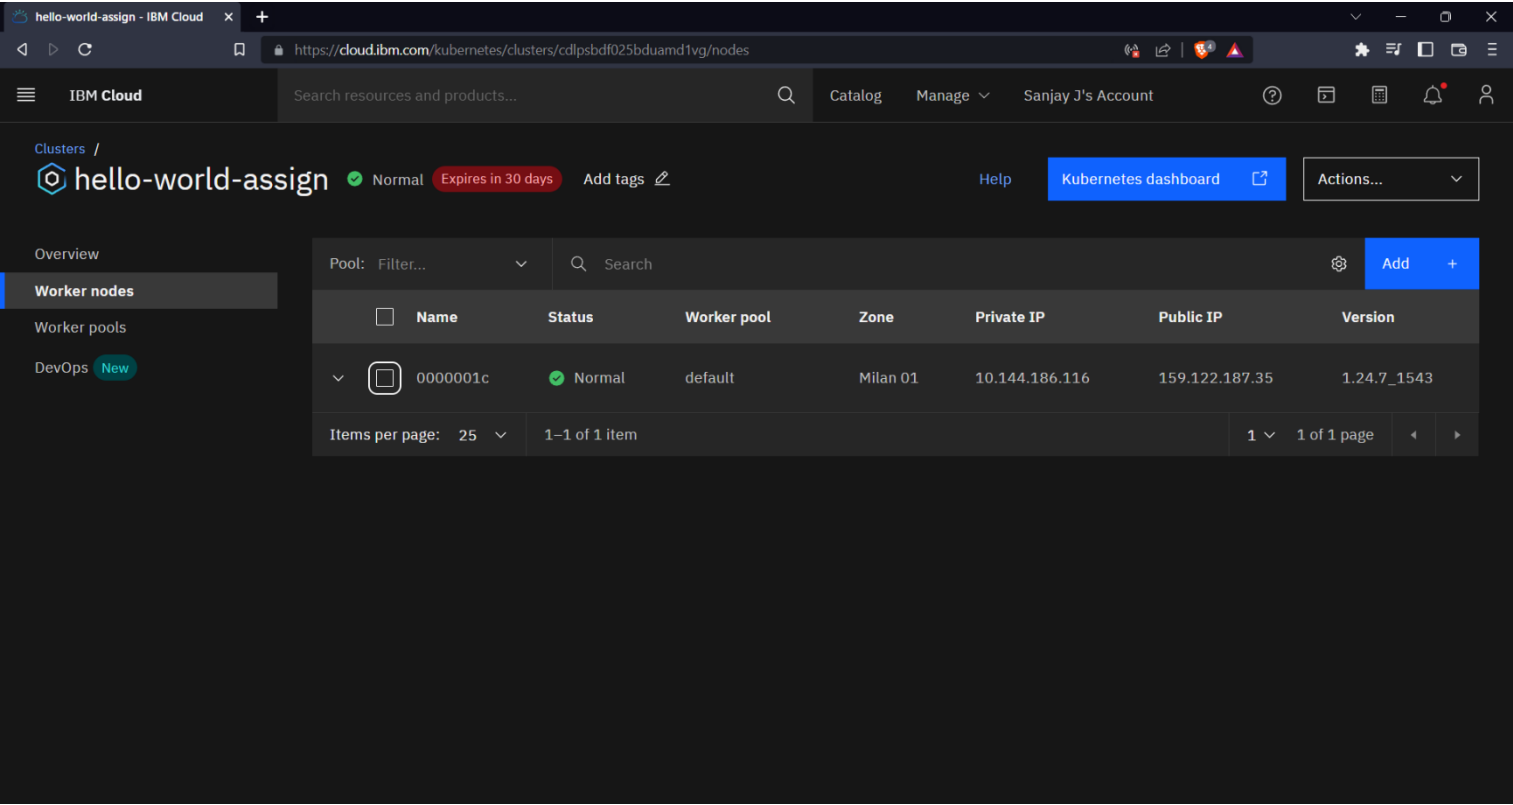 hello-world-assign - IBM Cloud
https://cloud.ibm.com/kubernetes/clusters/cdlpsbdf025bduamd1vg/nodes
IBM Cloud Search resources and products... Catalog Manage Sanjay J's Account
Clusters /
hello-world-assign Normal Expires in 30 days Add tags Help Kubernetes dashboard Actions...
Overview
Worker nodes
Worker pools
DevOps New
Pool: Filter... Search Add +
Name Status Worker pool Zone Private IP Public IP Version
0000001c Normal default Milan 01 10.144.186.116 159.122.187.35 1.24.7_1543
Items per page: 25 1–1 of 1 item 1 1 of 1 page